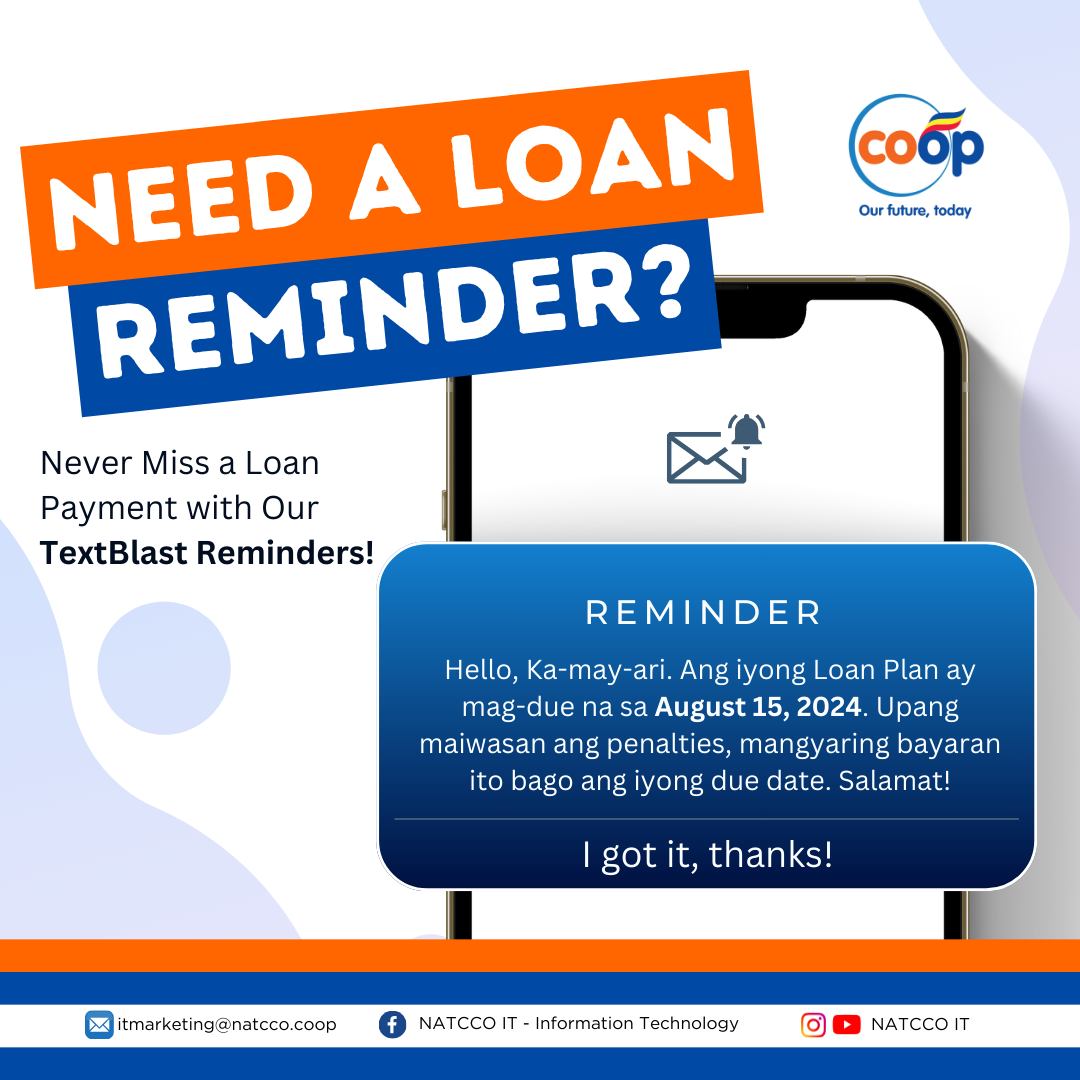 NEED A LOAN
REMINDER?
coop
Our future, today
Never Miss a Loan
Payment with Our
TextBlast Reminders!
REMINDER
Hello, Ka-may-ari. Ang iyong Loan Plan ay
mag-due na sa August 15, 2024. Upang
maiwasan ang penalties, mangyaring bayaran
ito bago ang iyong due date. Salamat!
I got it, thanks!
itmarketing@natcco.coop
NATCCO IT - Information Technology
NATCCO IT